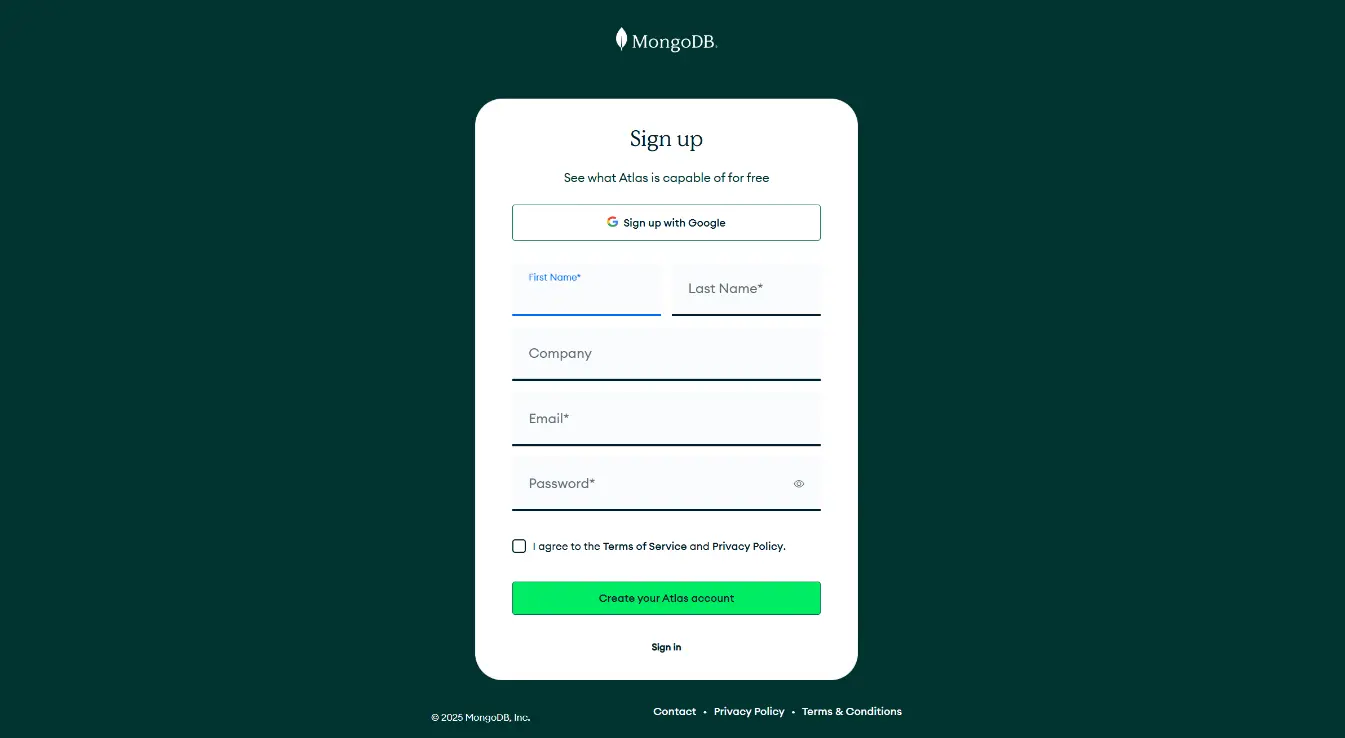 MongoDB.
Sign up
See what Atlas is capable of for free
Sign up with Google
First Name*
Last Name*
Company
Email*
Password*
I agree to the Terms of Service and Privacy Policy.
Create your Atlas account
Sign in
© 2025 MongoDB, Inc.
Contact • Privacy Policy • Terms & Conditions